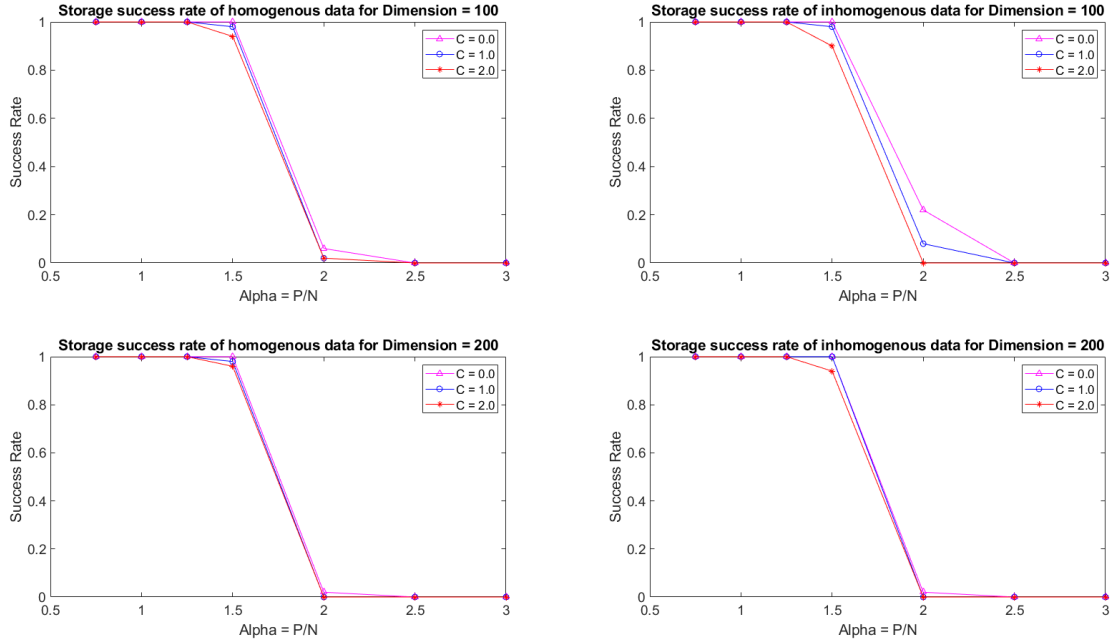 Storage success rate of homogenous data for Dimension = 100
1
0.8
0.6
0.4
0.2
0
Success Rate
0.5
1
1.5
2
2.5
3
Alpha = P/N
C = 0.0
C = 1.0
C = 2.0
Storage success rate of inhomogenous data for Dimension = 100
1
0.8
0.6
0.4
0.2
0
Success Rate
0.5
1
1.5
2
2.5
3
Alpha = P/N
C = 0.0
C = 1.0
C = 2.0
Storage success rate of homogenous data for Dimension = 200
1
0.8
0.6
0.4
0.2
0
Success Rate
0.5
1
1.5
2
2.5
3
Alpha = P/N
C = 0.0
C = 1.0
C = 2.0
Storage success rate of inhomogenous data for Dimension = 200
1
0.8
0.6
0.4
0.2
0
Success Rate
0.5
1
1.5
2
2.5
3
Alpha = P/N
C = 0.0
C = 1.0
C = 2.0